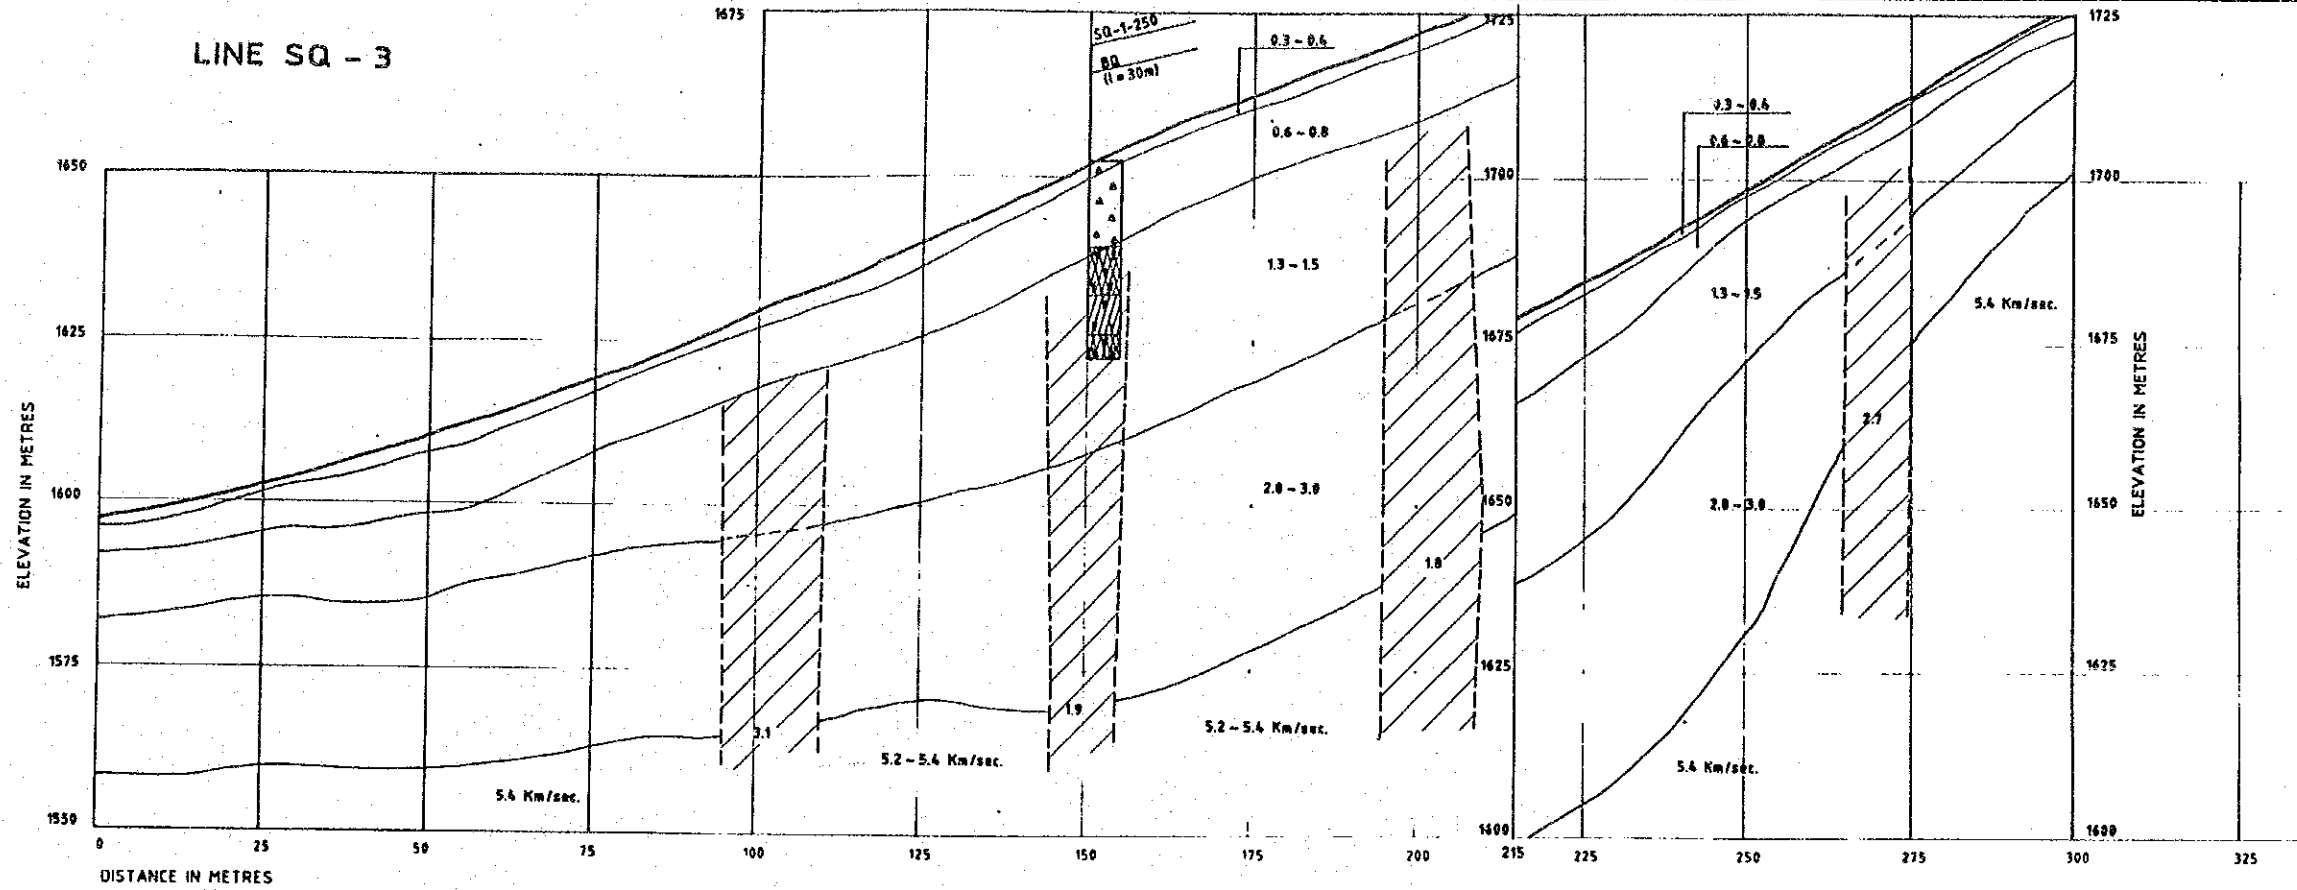 LINE SQ - 3
1675
SQ-1-250
BQ
(l = 30m)
0.3 ~ 0.4
0.6 ~ 0.8
1.3 ~ 1.5
2.0 ~ 3.0
5.2 ~ 5.4 Km/sec.
5.2 ~ 5.4 Km/sec.
5.4 Km/sec.
3.1
1.9
1.8
1650
1625
1600
1575
1550
ELEVATION IN METRES
0
25
50
75
100
125
150
175
200
215
225
250
275
300
325
DISTANCE IN METRES
1725
1700
1675
1650
1625
1600
0.3 ~ 0.4
0.6 ~ 0.8
1.3 ~ 1.5
2.0 ~ 3.0
2.7
5.4 Km/sec.
5.4 Km/sec.
1725
1700
1675
1650
1625
1600
ELEVATION IN METRES